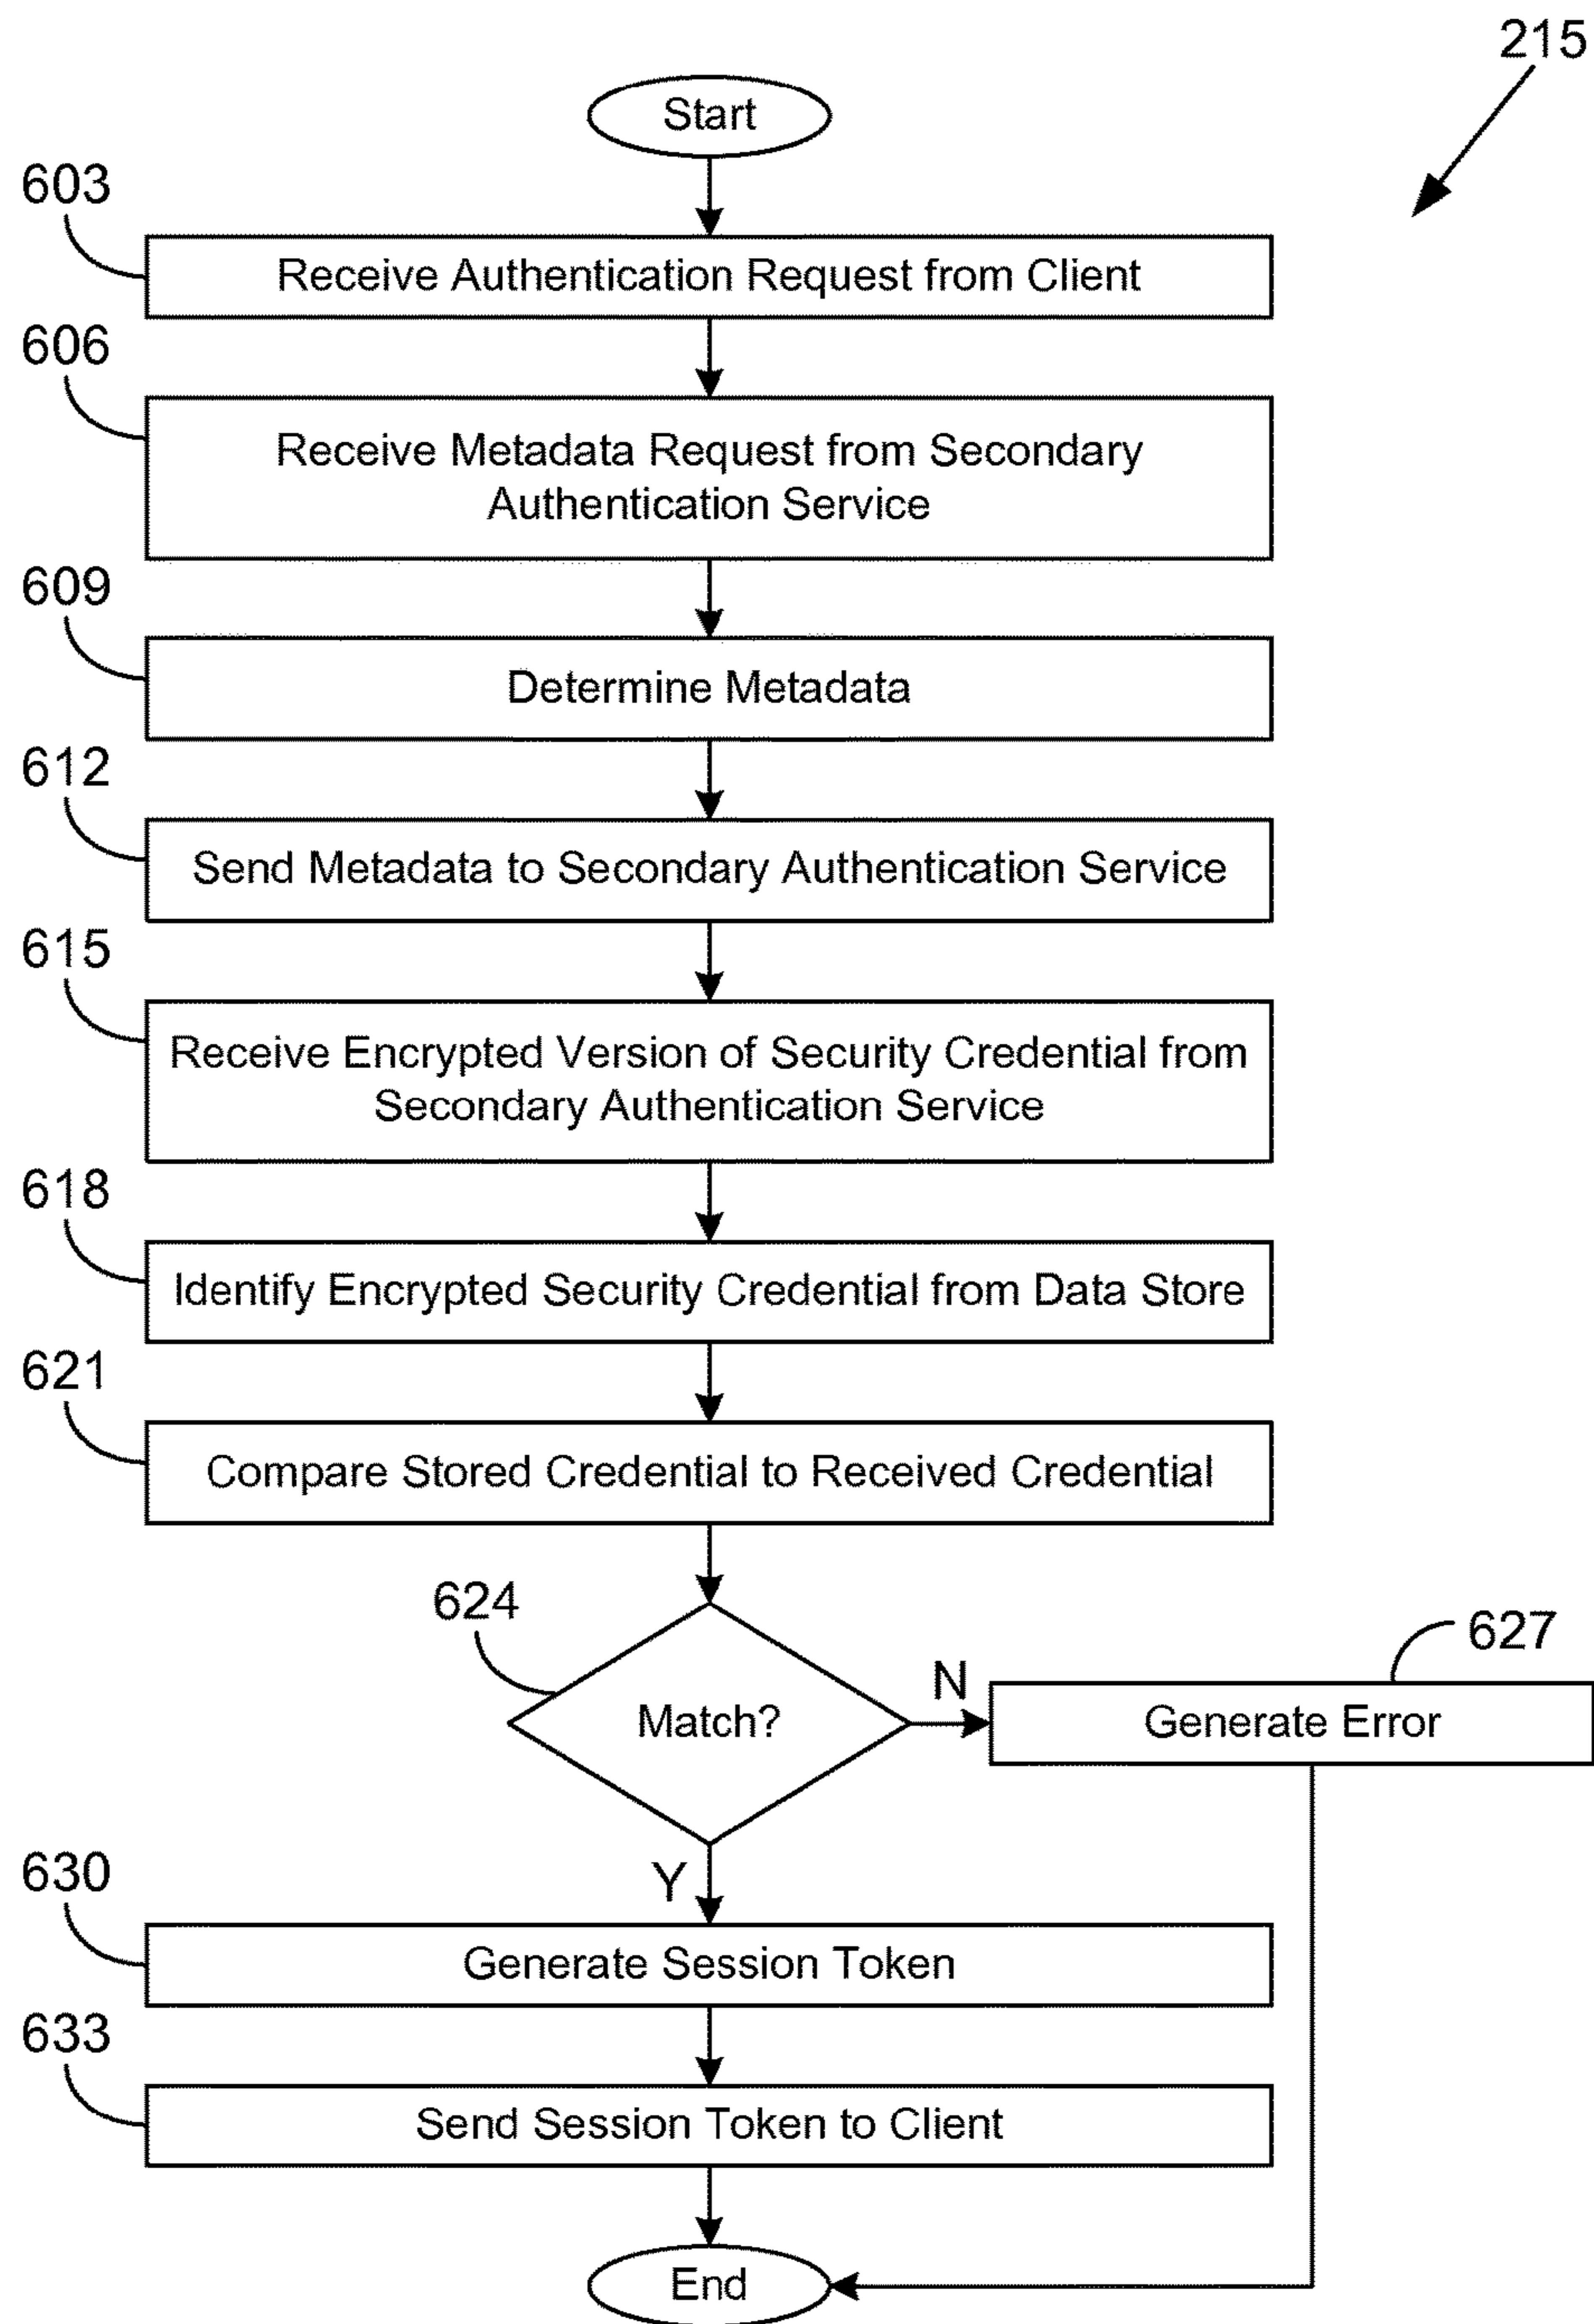 215
Start
603
Receive Authentication Request from Client
606
Receive Metadata Request from Secondary
Authentication Service
609
Determine Metadata
612
Send Metadata to Secondary Authentication Service
615
Receive Encrypted Version of Security Credential from
Secondary Authentication Service
618
Identify Encrypted Security Credential from Data Store
621
Compare Stored Credential to Received Credential
624
Match?
N
627
Generate Error
Y
630
Generate Session Token
633
Send Session Token to Client
End